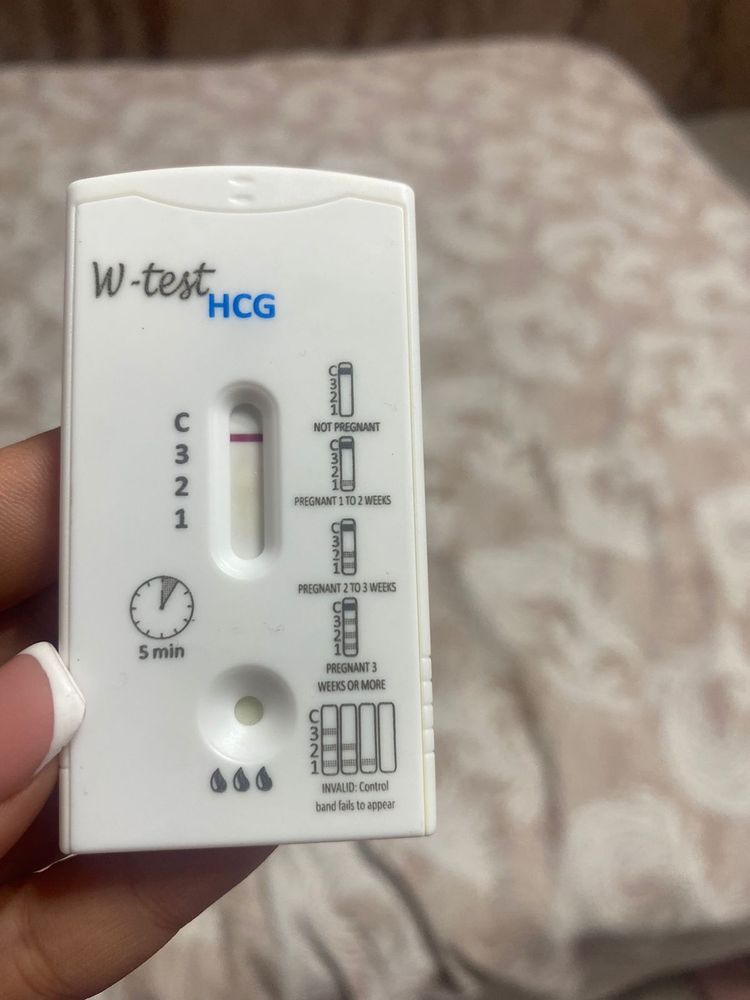 W-test
HCG
C
3
2
1
5 min
C
3
2
1
NOT PREGNANT
C
3
2
1
PREGNANT 1 TO 2 WEEKS
C
3
2
1
PREGNANT 2 TO 3 WEEKS
C
3
2
1
PREGNANT 3
WEEKS OR MORE
C
3
2
1
INVALID: Control
band fails to appear